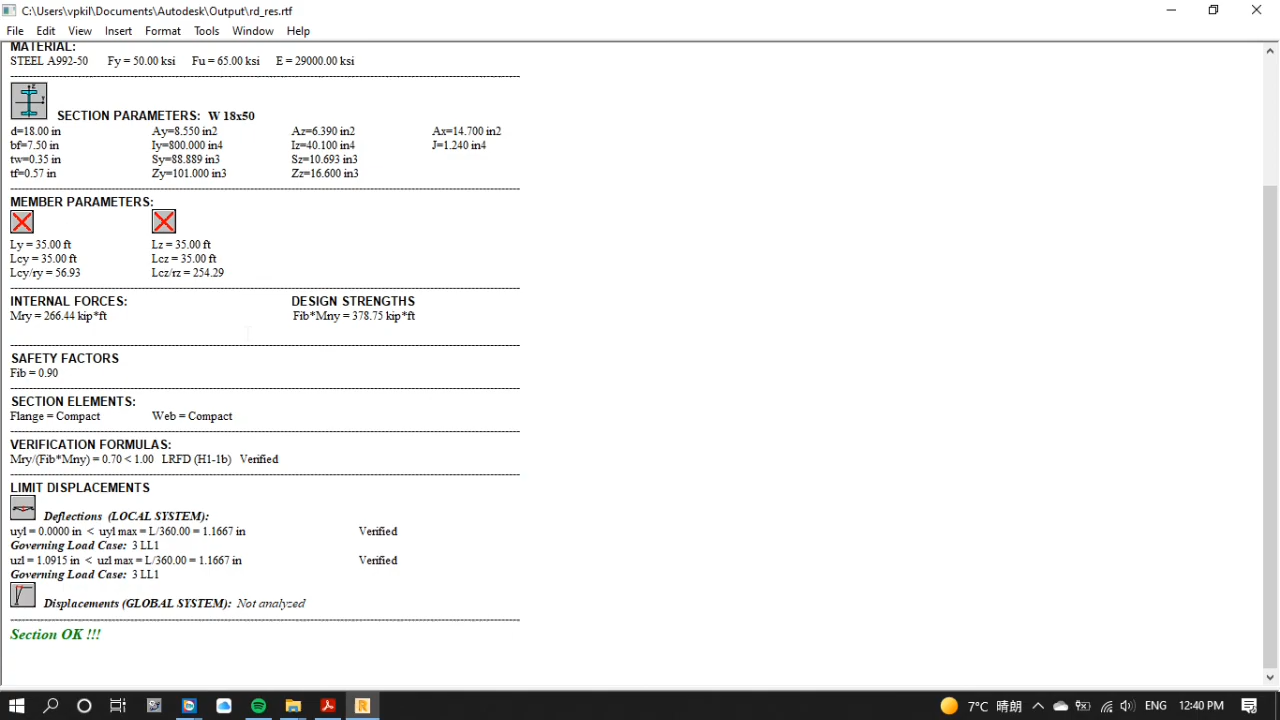 C:\Users\vpkil\Documents\Autodesk\Output\rd_res.rtf
File Edit View Insert Format Tools Window Help
MATERIAL:
STEEL A992-50 Fy = 50.00 ksi Fu = 65.00 ksi E = 29000.00 ksi
SECTION PARAMETERS: W 18x50
d=18.00 in Ay=8.550 in2 Az=6.390 in2 Ax=14.700 in2
bf=7.50 in Iy=800.000 in4 Iz=40.100 in4 J=1.240 in4
tw=0.35 in Sy=88.889 in3 Sz=10.693 in3
tf=0.57 in Zy=101.000 in3 Zz=16.600 in3
MEMBER PARAMETERS:
Ly = 35.00 ft Lz = 35.00 ft
Lcy = 35.00 ft Lcz = 35.00 ft
Lcy/ry = 56.93 Lcz/rz = 254.29
INTERNAL FORCES: DESIGN STRENGTHS
Mry = 266.44 kip*ft Fib*Mny = 378.75 kip*ft
SAFETY FACTORS
Fib = 0.90
SECTION ELEMENTS:
Flange = Compact Web = Compact
VERIFICATION FORMULAS:
Mry/(Fib*Mny) = 0.70 < 1.00 LRFD (H1-1b) Verified
LIMIT DISPLACEMENTS
Deflections (LOCAL SYSTEM):
uyl = 0.0000 in < uyl max = L/360.00 = 1.1667 in Verified
Governing Load Case: 3 LL1
uzl = 1.0915 in < uzl max = L/360.00 = 1.1667 in Verified
Governing Load Case: 3 LL1
Displacements (GLOBAL SYSTEM): Not analyzed
Section OK !!!
7°C 晴朗 ENG 12:40 PM